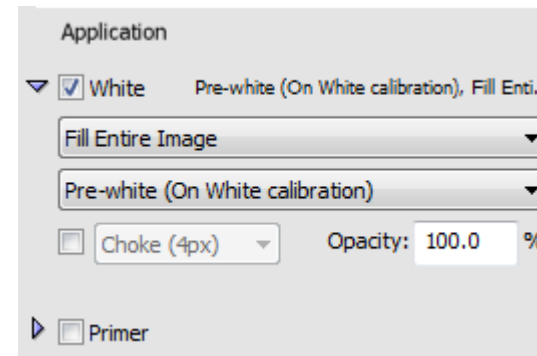 Application
White Pre-white (On White calibration), Fill Enti.
Fill Entire Image
Pre-white (On White calibration)
Choke (4px) Opacity: 100.0 %
Primer